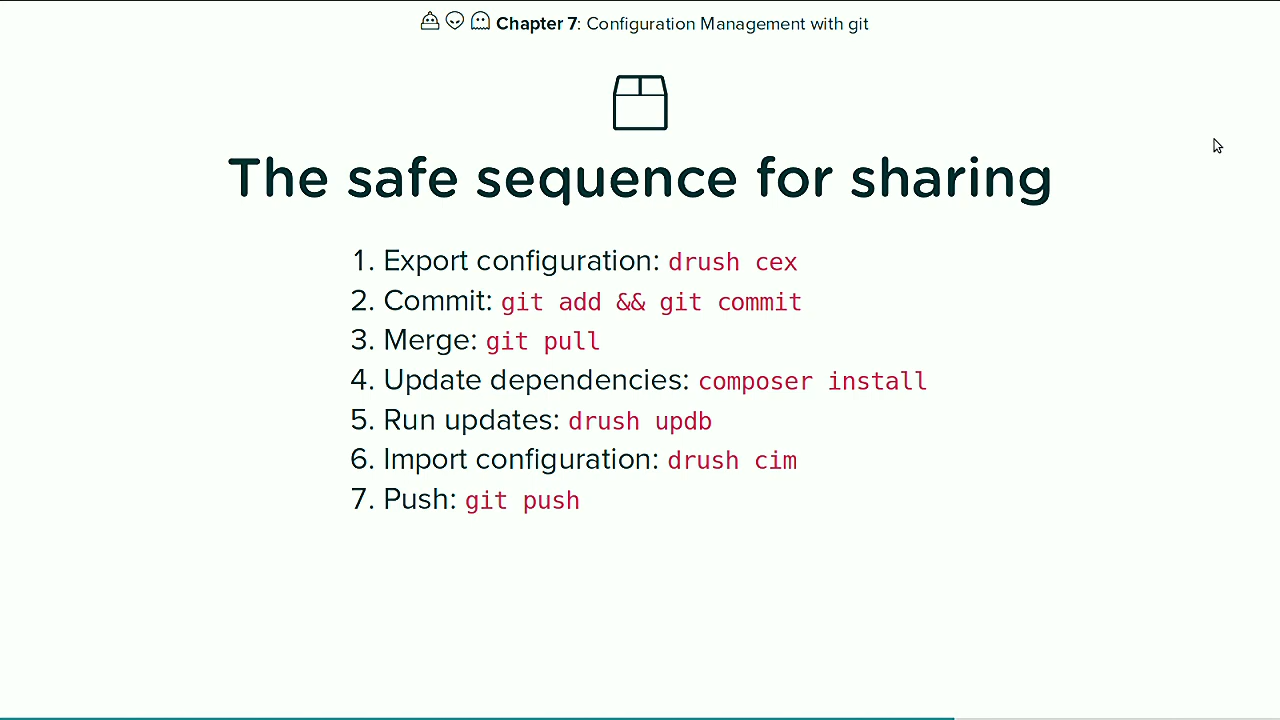 Chapter 7: Configuration Management with git
The safe sequence for sharing
1. Export configuration: drush cex
2. Commit: git add && git commit
3. Merge: git pull
4. Update dependencies: composer install
5. Run updates: drush updb
6. Import configuration: drush cim
7. Push: git push